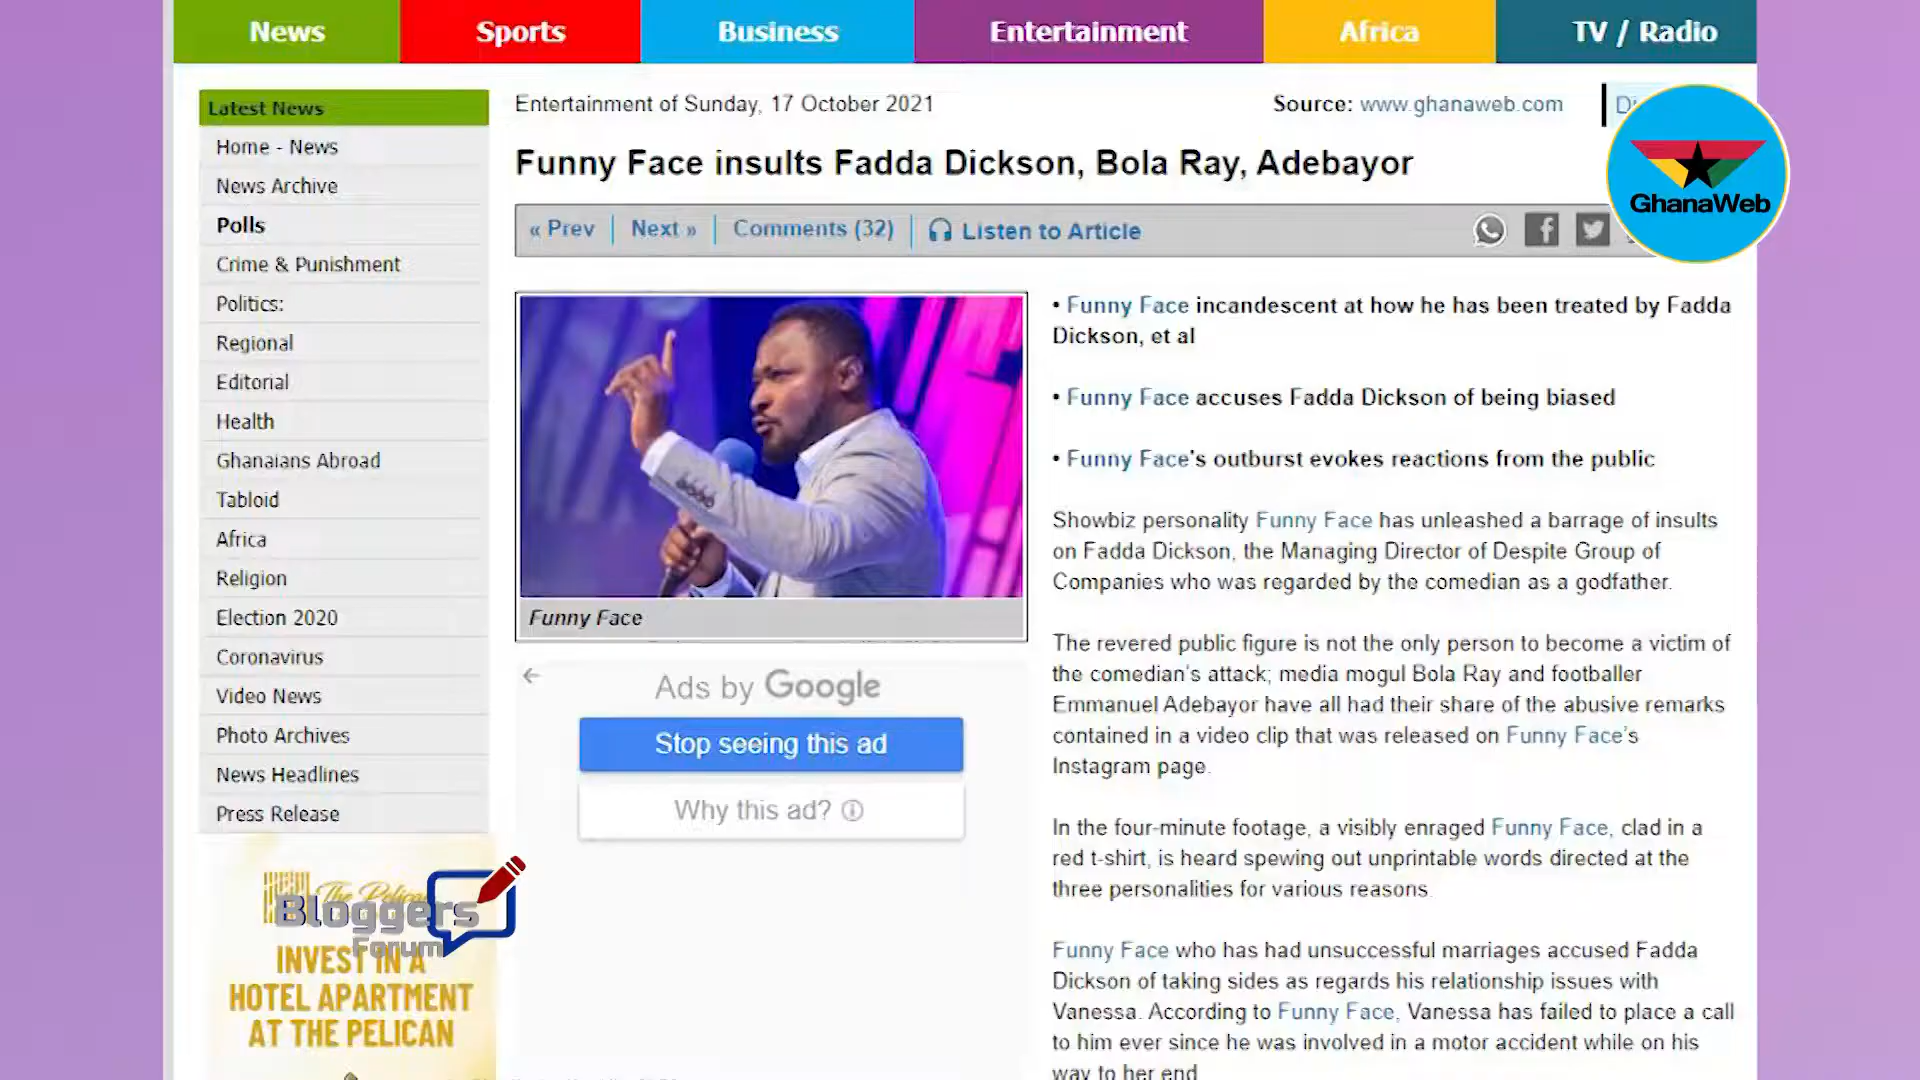 News
Sports
Business
Entertainment
Africa
TV / Radio
Latest News
Home - News
News Archive
Polls
Crime & Punishment
Politics:
Regional
Editorial
Health
Ghanaians Abroad
Tabloid
Africa
Religion
Election 2020
Coronavirus
Video News
Photo Archives
News Headlines
Press Release
Bloggers
Forum
INVEST IN A
HOTEL APARTMENT
AT THE PELICAN
Entertainment of Sunday, 17 October 2021
Source: www.ghanaweb.com
GhanaWeb
Funny Face insults Fadda Dickson, Bola Ray, Adebayor
« Prev
Next »
Comments (32)
Listen to Article
Funny Face
Ads by Google
Stop seeing this ad
Why this ad?
• Funny Face incandescent at how he has been treated by Fadda
Dickson, et al
• Funny Face accuses Fadda Dickson of being biased
• Funny Face's outburst evokes reactions from the public
Showbiz personality Funny Face has unleashed a barrage of insults
on Fadda Dickson, the Managing Director of Despite Group of
Companies who was regarded by the comedian as a godfather.
The revered public figure is not the only person to become a victim of
the comedian's attack; media mogul Bola Ray and footballer
Emmanuel Adebayor have all had their share of the abusive remarks
contained in a video clip that was released on Funny Face's
Instagram page.
In the four-minute footage, a visibly enraged Funny Face, clad in a
red t-shirt, is heard spewing out unprintable words directed at the
three personalities for various reasons.
Funny Face who has had unsuccessful marriages accused Fadda
Dickson of taking sides as regards his relationship issues with
Vanessa. According to Funny Face, Vanessa has failed to place a call
to him ever since he was involved in a motor accident while on his
way to her end